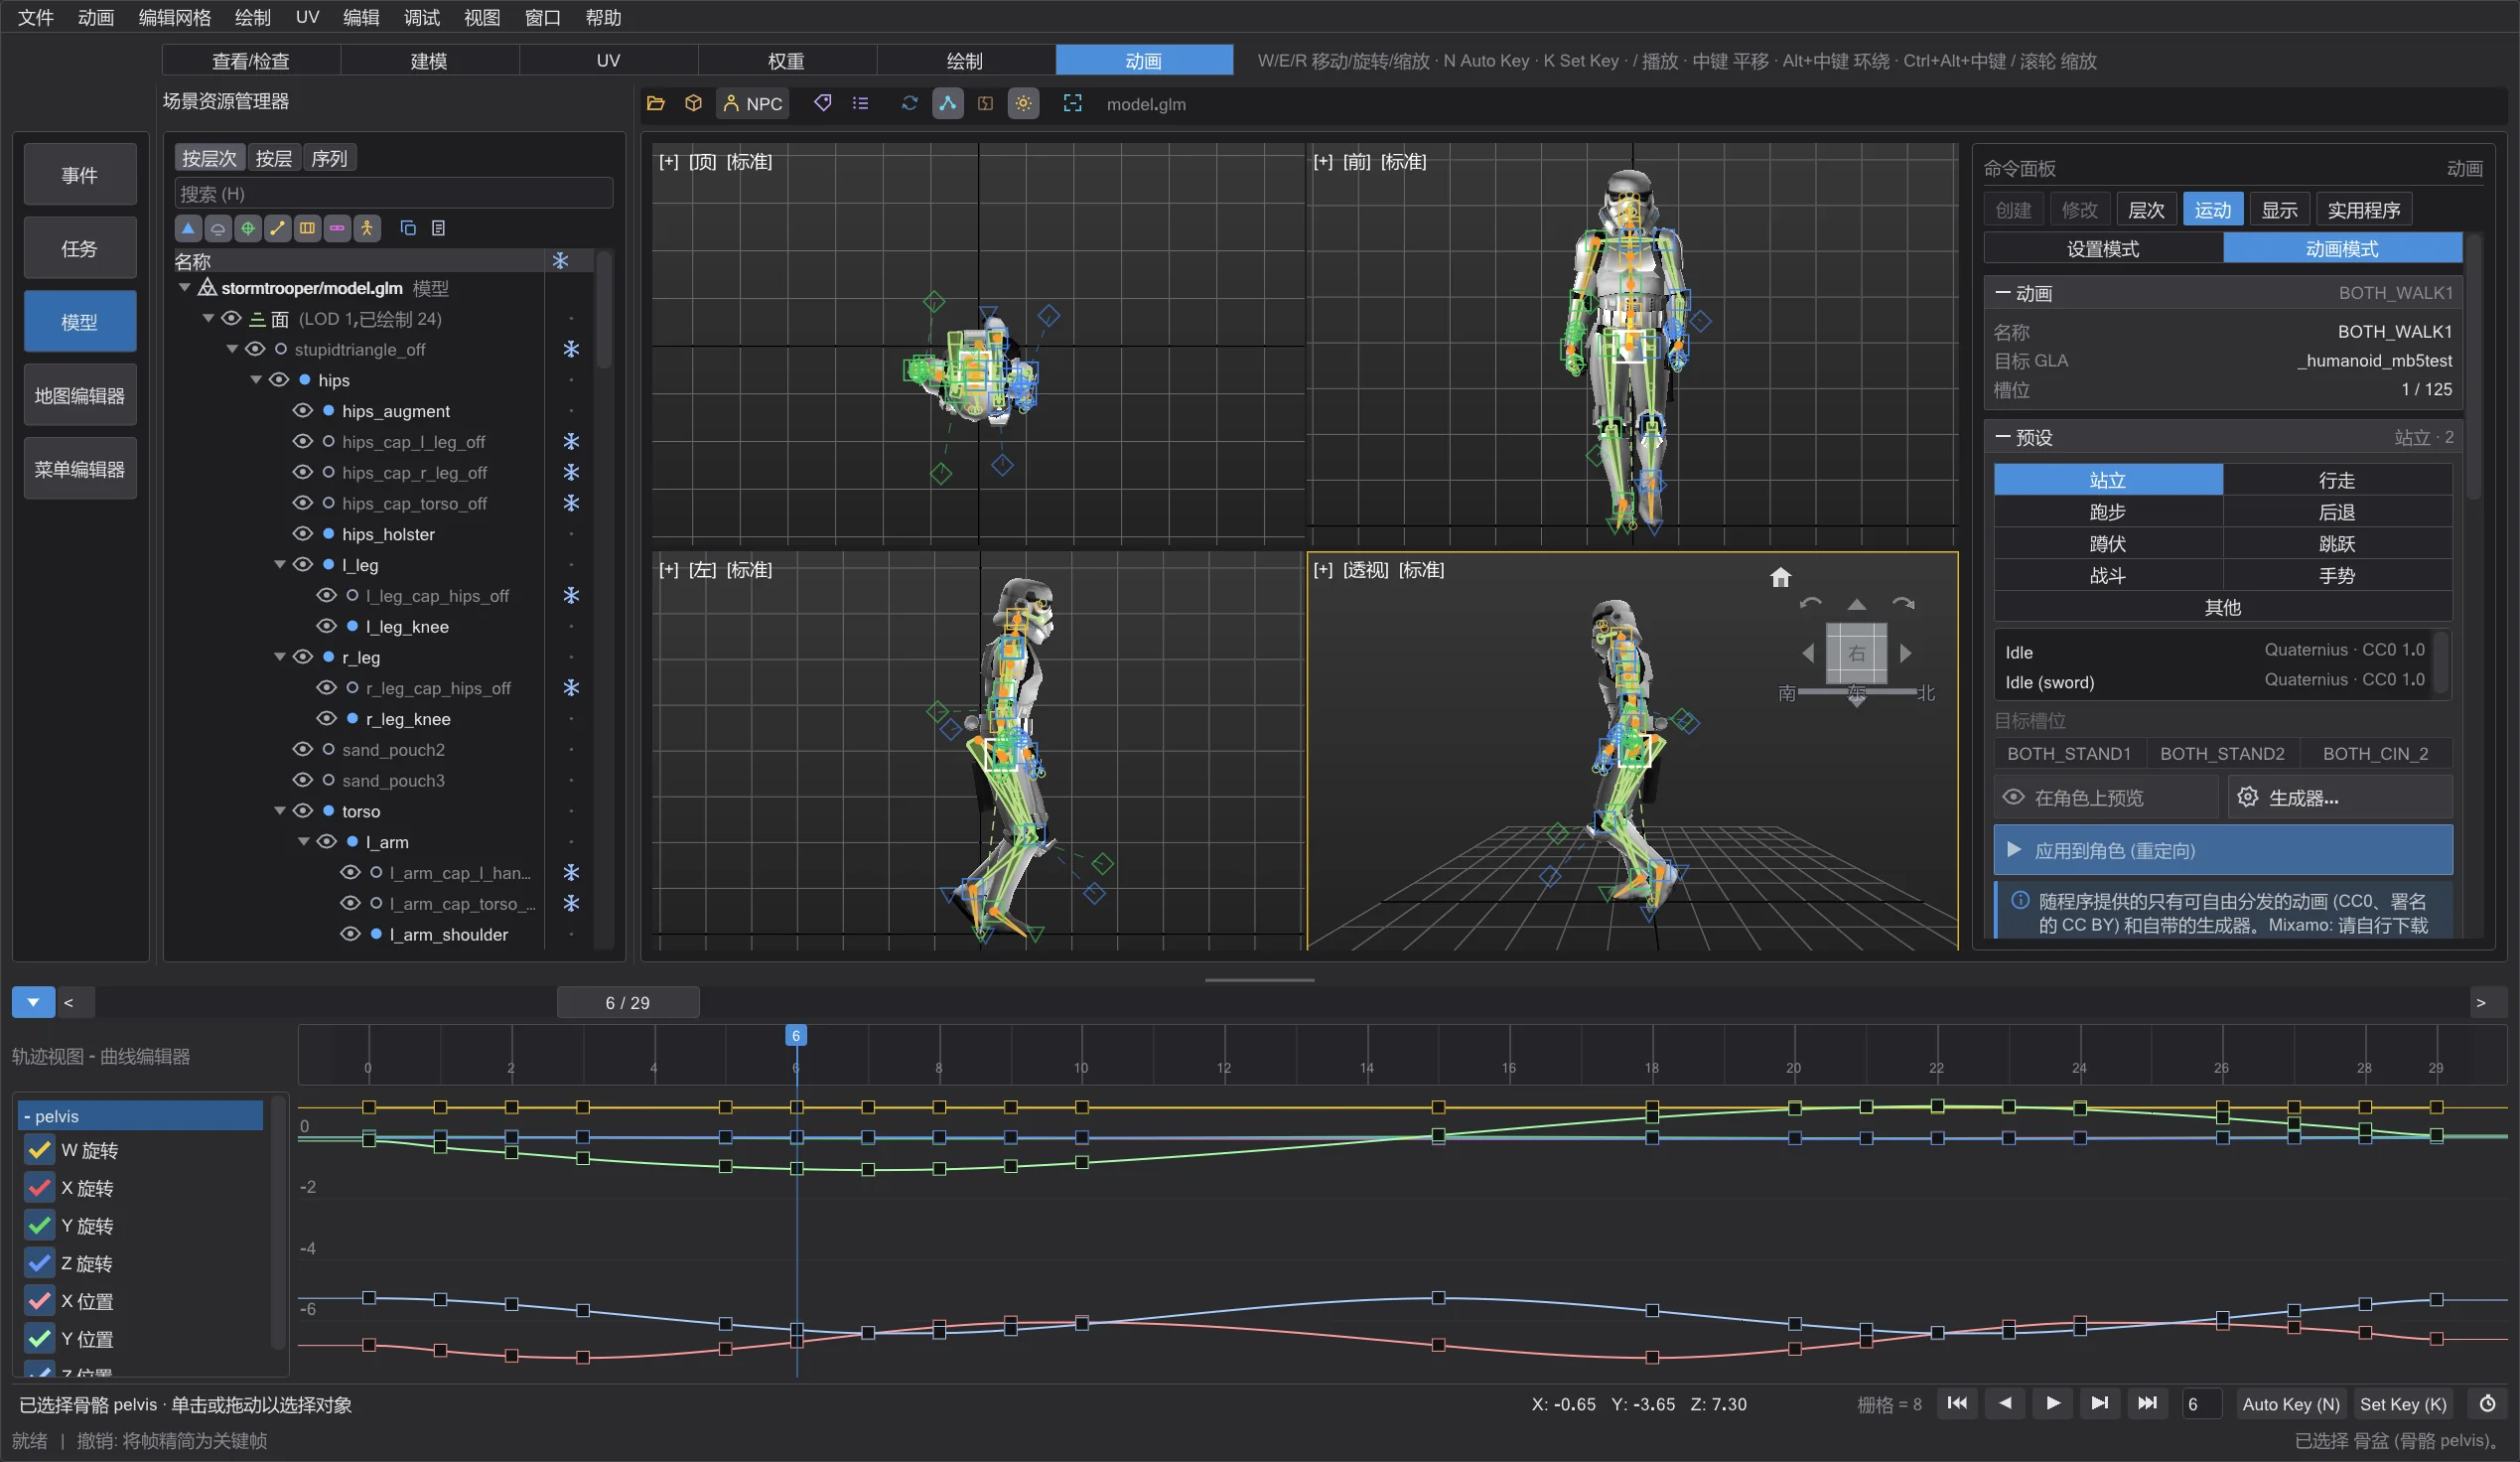 文件 动画 编辑网格 绘制 UV 编辑 调试 视图 窗口 帮助
查看/检查 建模 UV 权重 绘制 动画 W/E/R 移动/旋转/缩放 · N Auto Key · K Set Key · / 播放 · 中键 平移 · Alt+中键 环绕 · Ctrl+Alt+中键 / 滚轮 缩放
场景资源管理器
NPC model.glm
事件
任务
模型
地图编辑器
菜单编辑器
按层次 按层 序列
搜索 (H)
名称
stormtrooper/model.glm 模型
面 (LOD 1,已绘制 24)
stupidtriangle_off
hips
hips_augment
hips_cap_l_leg_off
hips_cap_r_leg_off
hips_cap_torso_off
hips_holster
l_leg
l_leg_cap_hips_off
l_leg_knee
r_leg
r_leg_cap_hips_off
r_leg_knee
sand_pouch2
sand_pouch3
torso
l_arm
l_arm_cap_l_han...
l_arm_cap_torso_...
l_arm_shoulder
[+] [顶] [标准]
[+] [前] [标准]
[+] [左] [标准]
[+] [透视] [标准]
右
南 东 北
命令面板 动画
创建 修改 层次 运动 显示 实用程序
设置模式 动画模式
动画 BOTH_WALK1
名称 BOTH_WALK1
目标 GLA _humanoid_mb5test
槽位 1 / 125
预设 站立 · 2
站立 行走
跑步 后退
蹲伏 跳跃
战斗 手势
其他
Idle Quaternius · CC0 1.0
Idle (sword) Quaternius · CC0 1.0
目标槽位
BOTH_STAND1 BOTH_STAND2 BOTH_CIN_2
在角色上预览 生成器...
应用到角色 (重定向)
随程序提供的只有可自由分发的动画 (CC0、署名
的 CC BY) 和自带的生成器。Mixamo: 请自行下载
< 6 / 29 >
轨迹视图 - 曲线编辑器
6
0 2 4 6 8 10 12 14 16 18 20 22 24 26 28 29
- pelvis
W 旋转
X 旋转
Y 旋转
Z 旋转
X 位置
Y 位置
Z 位置
0
-2
-4
-6
已选择骨骼 pelvis · 单击或拖动以选择对象 X: -0.65 Y: -3.65 Z: 7.30 栅格 = 8 6 Auto Key (N) Set Key (K)
就绪 | 撤销: 将帧精简为关键帧 已选择 骨盆 (骨骼 pelvis)。